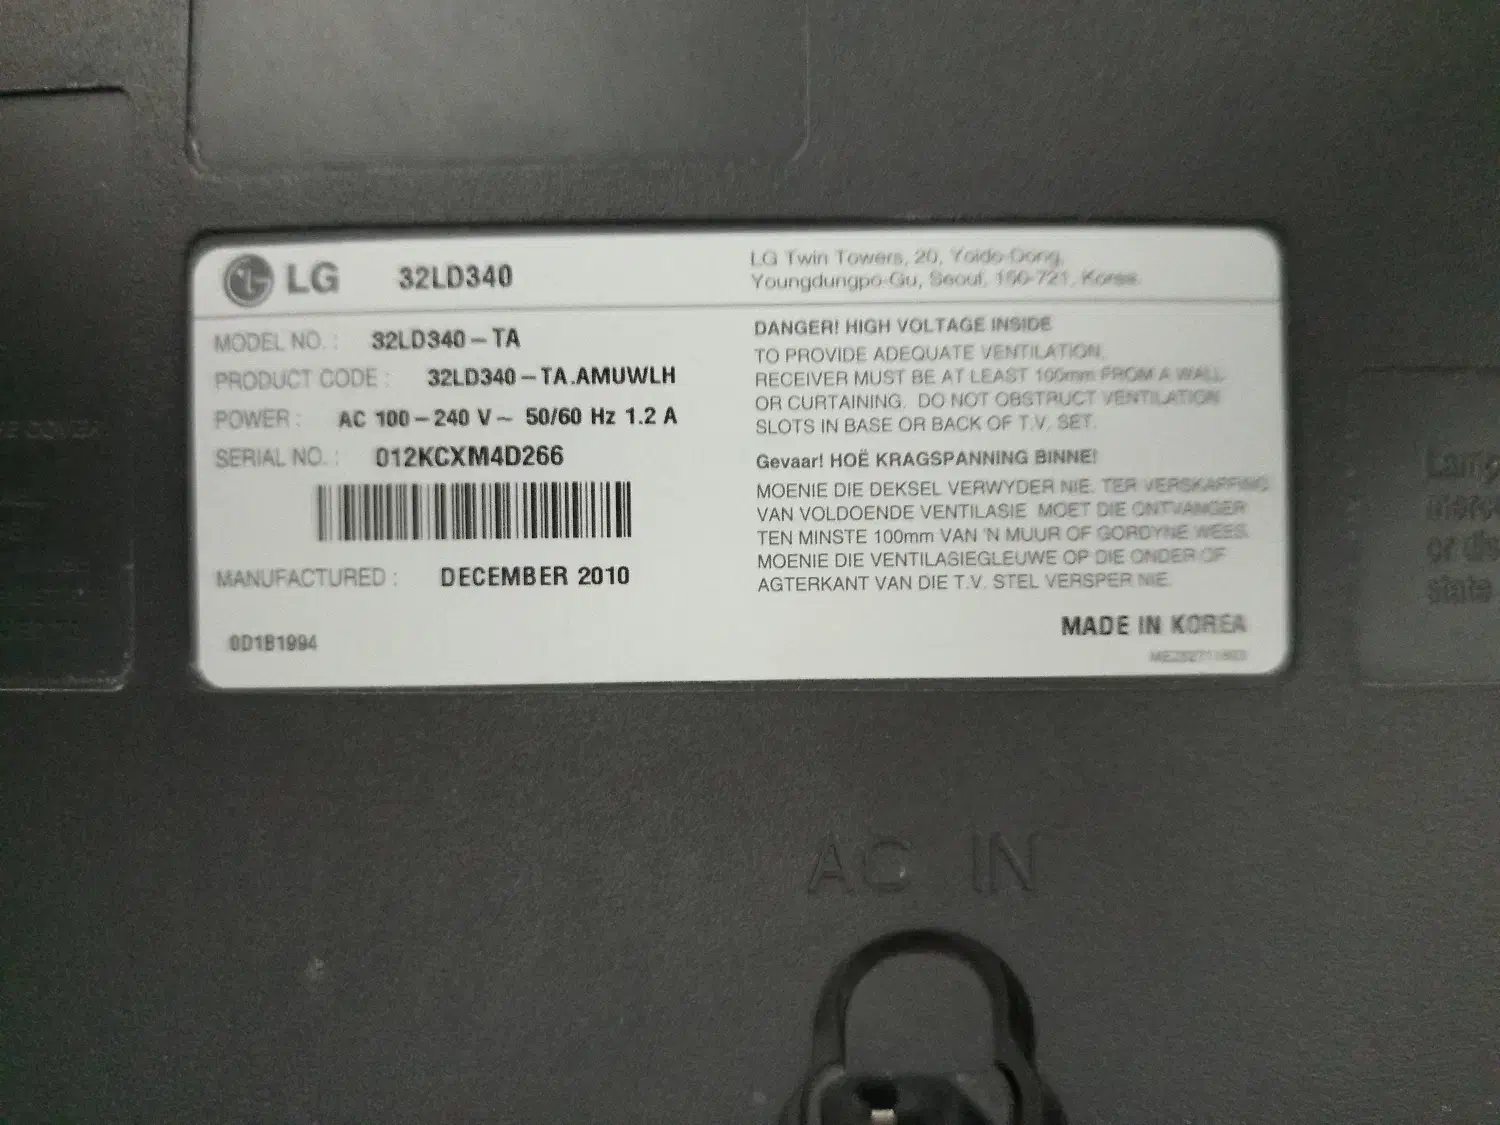 LG 32LD340
LG Twin Towers, 20, Yoido-Dong,
Youngdungpo-Gu, Seoul, 150-721, Korea
MODEL NO. : 32LD340-TA
PRODUCT CODE : 32LD340-TA.AMUWLH
POWER : AC 100-240 V~ 50/60 Hz 1.2 A
SERIAL NO. : 012KCXM4D266
MANUFACTURED : DECEMBER 2010
0D1B1994
DANGER! HIGH VOLTAGE INSIDE
TO PROVIDE ADEQUATE VENTILATION,
RECEIVER MUST BE AT LEAST 100mm FROM A WALL
OR CURTAINING. DO NOT OBSTRUCT VENTILATION
SLOTS IN BASE OR BACK OF T.V. SET.
Gevaar! HOË KRAGSPANNING BINNE!
MOENIE DIE DEKSEL VERWYDER NIE. TER VERSKAFFING
VAN VOLDOENDE VENTILASIE MOET DIE ONTVANGER
TEN MINSTE 100mm VAN 'N MUUR OF GORDYNE WEES.
MOENIE DIE VENTILASIEGLEUWE OP DIE ONDER OF
AGTERKANT VAN DIE T.V. STEL VERSPER NIE.
MADE IN KOREA
COVER
or
state
AC IN